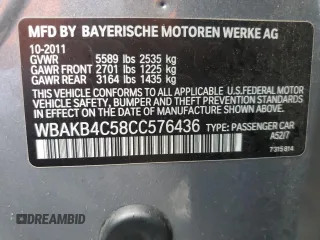 MFD BY BAYERISCHE MOTOREN WERKE AG
10-2011
GVWR 5589 lbs 2535 kg
GAWR FRONT 2701 lbs 1225 kg
GAWR REAR 3164 lbs 1435 kg
THIS VEHICLE CONFORMS TO ALL APPLICABLE
U.S.FEDERAL MOTOR
VEHICLE SAFETY, BUMPER, AND THEFT PREVENTION
STANDARDS IN EFFECT ON THE DATE OF
MANUFACTURE SHOWN ABOVE.
WBAKB4C58CC576436 TYPE: PASSENGER CAR
A52/7
7315814
DREAMBID